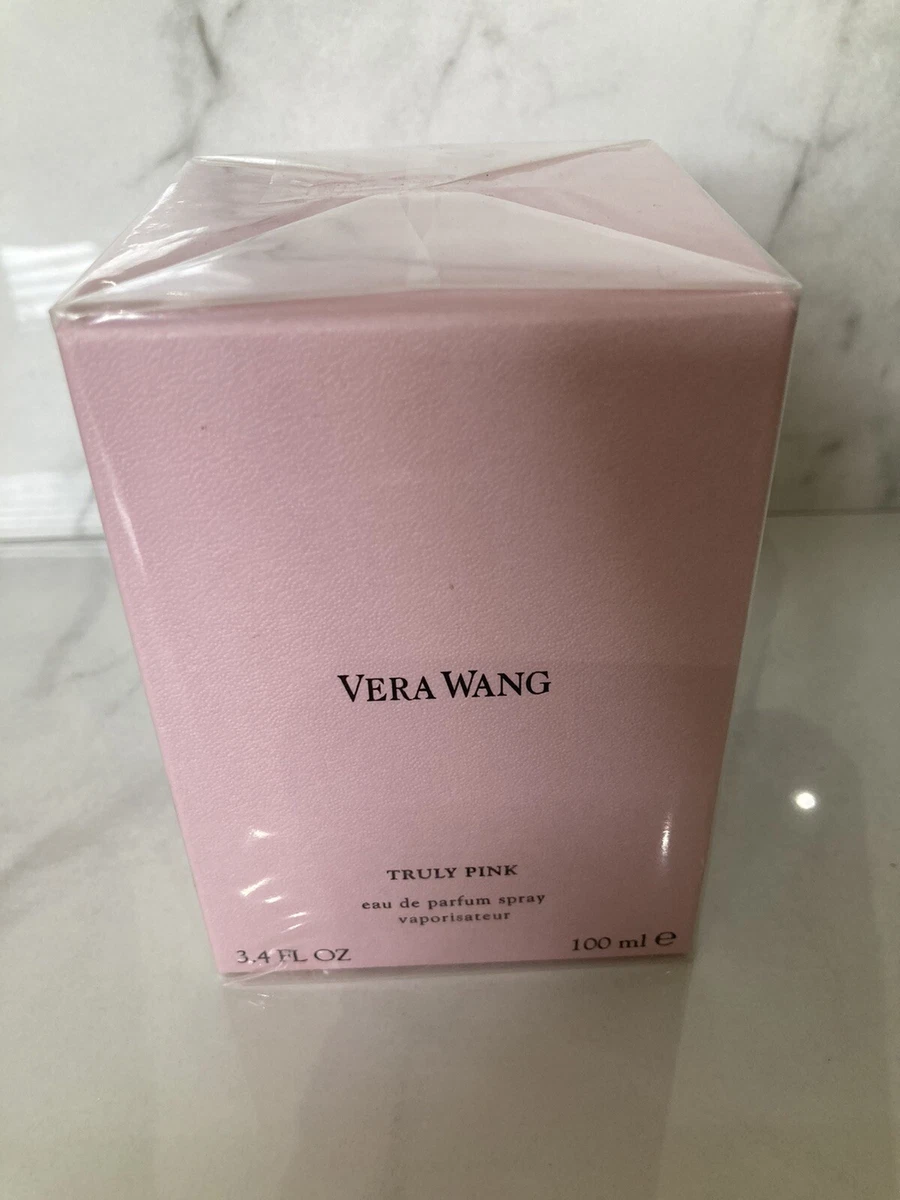 VERA WANG
TRULY PINK
eau de parfum spray
vaporisateur
3.4 FL OZ
100 ml ℮